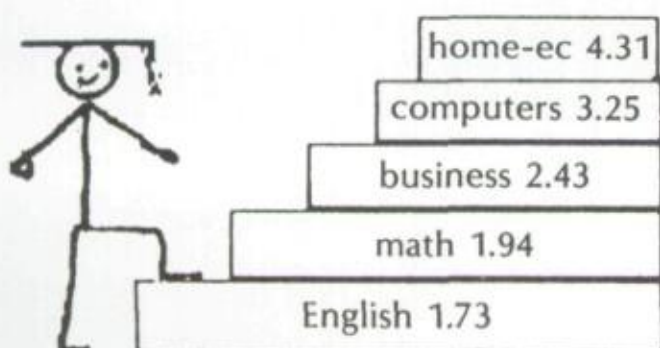 home-ec 4.31
computers 3.25
business 2.43
math 1.94
English 1.73